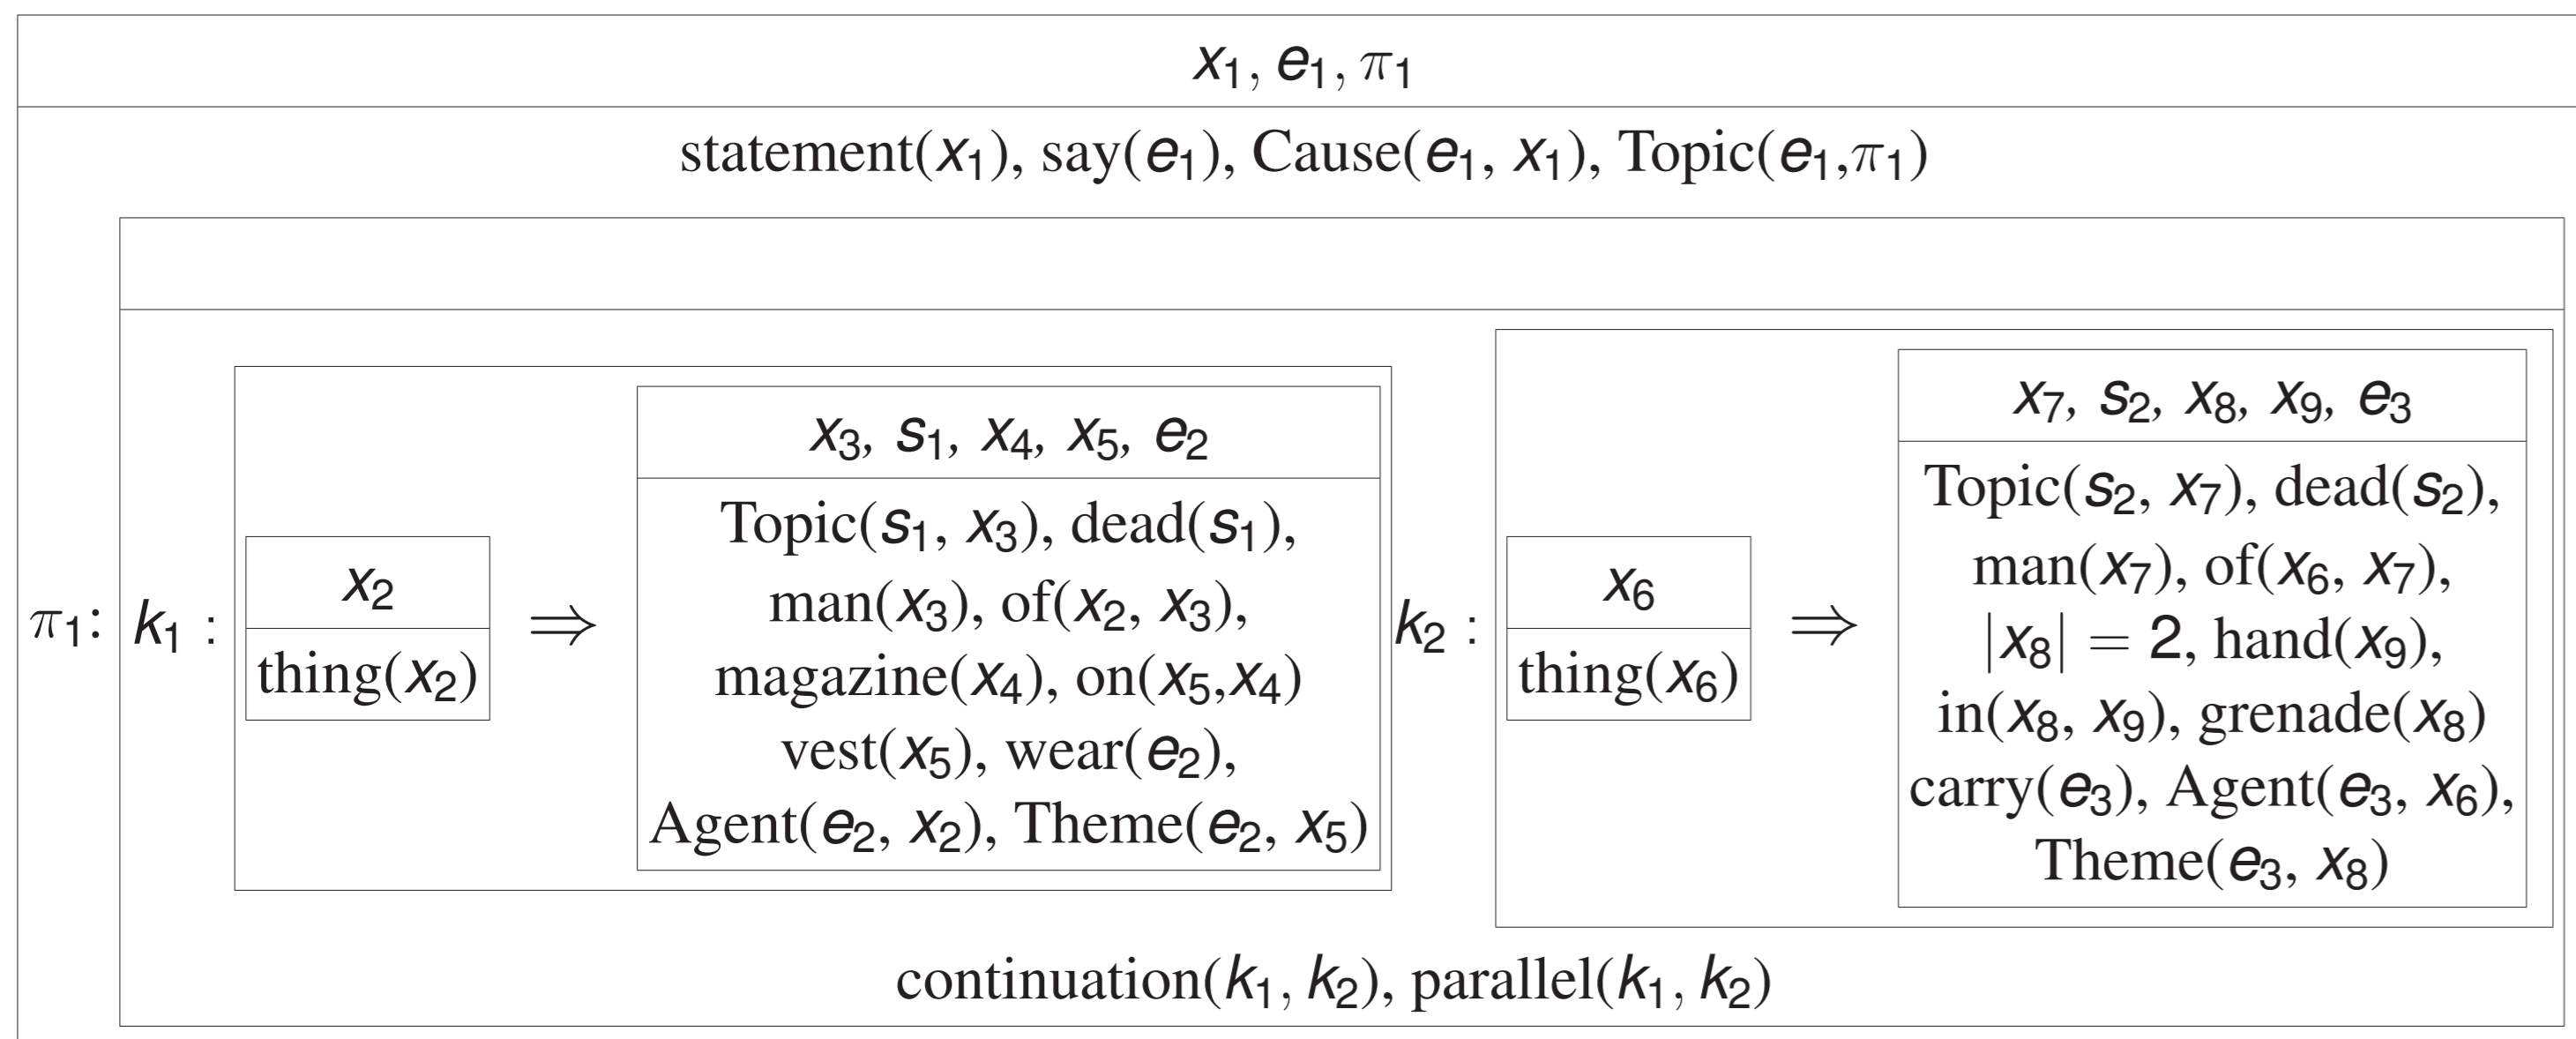 x₁, e₁, π₁
statement(x₁), say(e₁), Cause(e₁, x₁), Topic(e₁,π₁)
π₁:
k₁ :
x₂
thing(x₂)
⇒
x₃, s₁, x₄, x₅, e₂
Topic(s₁, x₃), dead(s₁),
man(x₃), of(x₂, x₃),
magazine(x₄), on(x₅,x₄)
vest(x₅), wear(e₂),
Agent(e₂, x₂), Theme(e₂, x₅)
k₂ :
x₆
thing(x₆)
⇒
x₇, s₂, x₈, x₉, e₃
Topic(s₂, x₇), dead(s₂),
man(x₇), of(x₆, x₇),
|x₈| = 2, hand(x₉),
in(x₈, x₉), grenade(x₈)
carry(e₃), Agent(e₃, x₆),
Theme(e₃, x₈)
continuation(k₁, k₂), parallel(k₁, k₂)